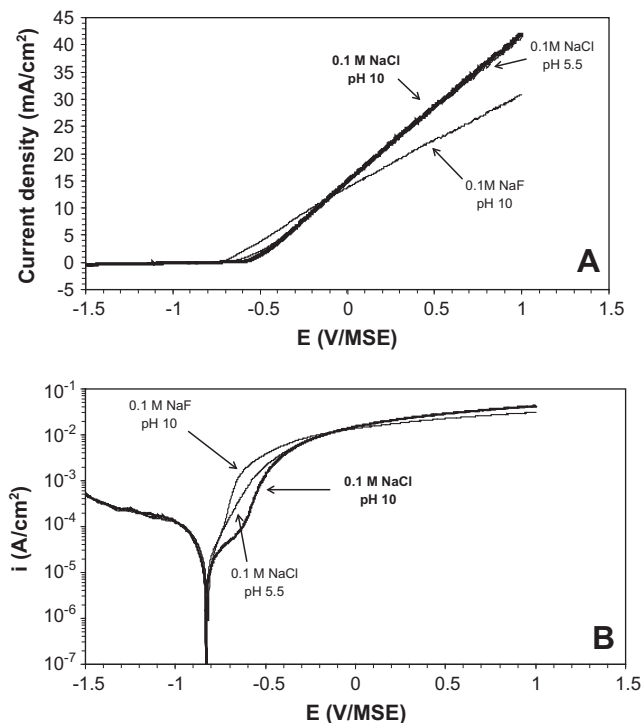 45
40
35
30
25
20
15
10
5
0
-5
Current density (mA/cm²)
0.1 M NaCl
pH 10
0.1M NaCl
pH 5.5
0.1M NaF
pH 10
A
-1.5 -1 -0.5 0 0.5 1 1.5
E (V/MSE)
10⁻¹
10⁻²
10⁻³
10⁻⁴
10⁻⁵
10⁻⁶
10⁻⁷
i (A/cm²)
0.1 M NaF
pH 10
0.1 M NaCl
pH 10
0.1 M NaCl
pH 5.5
B
-1.5 -1 -0.5 0 0.5 1 1.5
E (V/MSE)